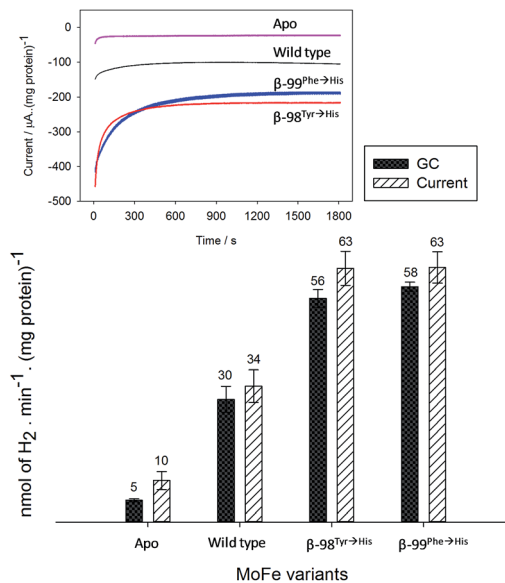 0
Apo
-100
Wild type
β-99Phe→His
-200
β-98Tyr→His
-300
-400
-500
Current / μA.(mg protein)-1
0 300 600 900 1200 1500 1800
Time / s
GC
Current
63 63
56 58
30 34
5 10
nmol of H2 . min-1 . (mg protein)-1
Apo Wild type β-98Tyr→His β-99Phe→His
MoFe variants